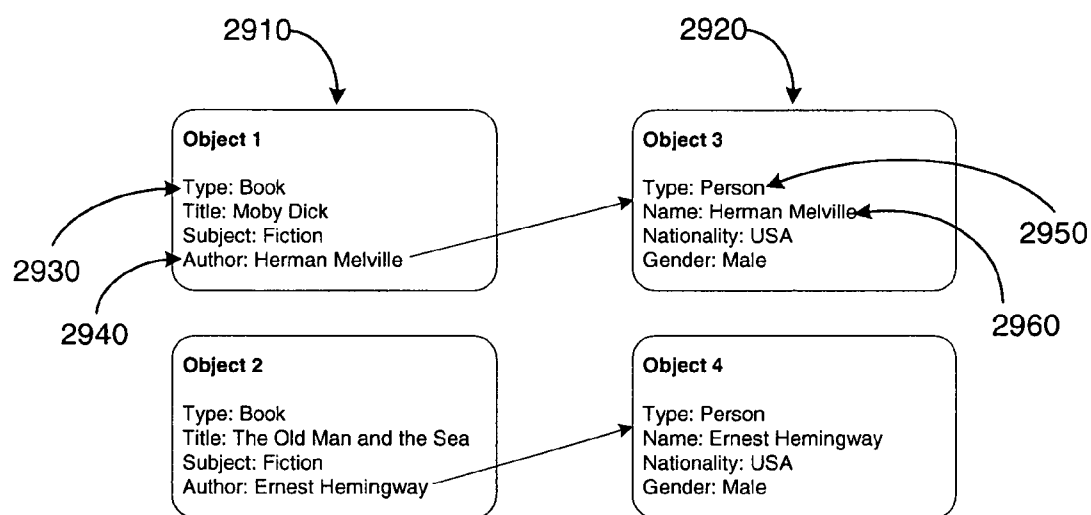 2910
2920
Object 1
Type: Book
Title: Moby Dick
Subject: Fiction
Author: Herman Melville
Object 3
Type: Person
Name: Herman Melville
Nationality: USA
Gender: Male
2930
2940
2950
2960
Object 2
Type: Book
Title: The Old Man and the Sea
Subject: Fiction
Author: Ernest Hemingway
Object 4
Type: Person
Name: Ernest Hemingway
Nationality: USA
Gender: Male